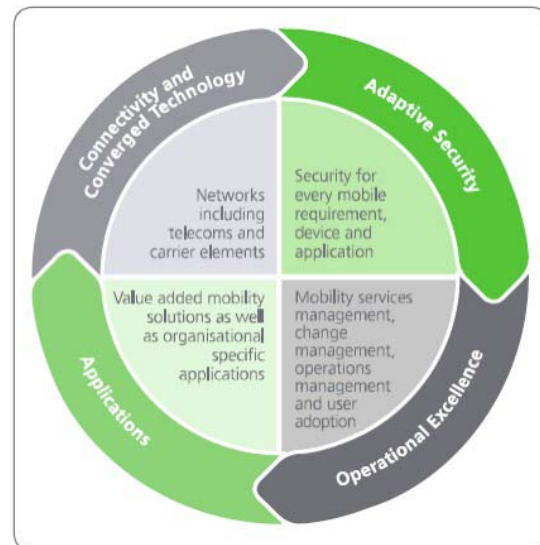 Connectivity and
Converged Technology
Adaptive Security
Networks
including
telecoms and
carrier elements
Security for
every mobile
requirement,
device and
application
Value added mobility
solutions as well
as organisational
specific
applications
Mobility services
management,
change
management,
operations
management
and user
adoption
Applications
Operational Excellence